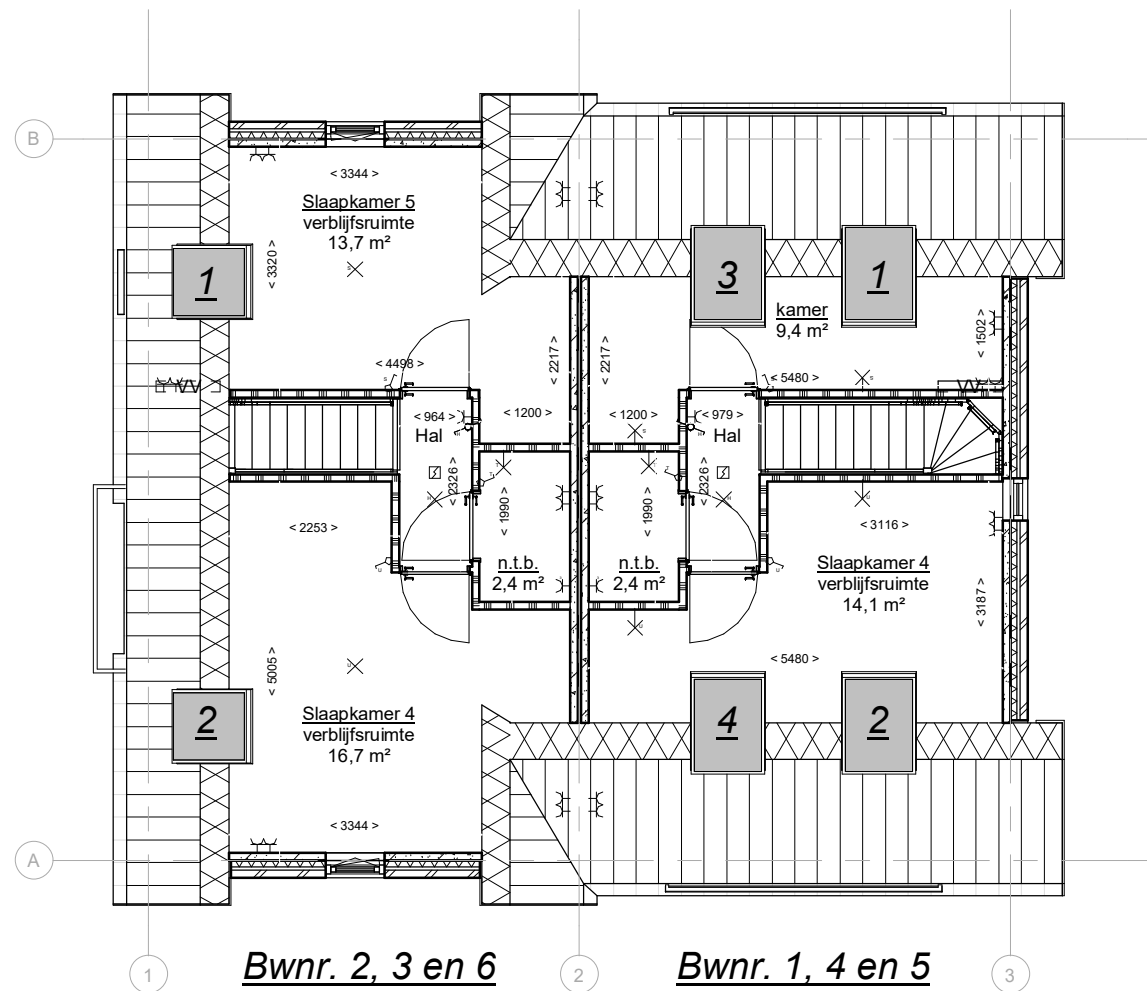 B
< 3344 >
Slaapkamer 5
verblijfsruimte
13,7 m²
< 3320 >
1
3
1
kamer
9,4 m²
< 1502 >
< 4498 >
< 2217 >
< 2217 >
< 5480 >
< 964 >
Hal
< 1200 >
< 1200 >
< 979 >
Hal
< 2326 >
< 2326 >
< 1990 >
< 1990 >
< 2253 >
< 3116 >
n.t.b.
2,4 m²
n.t.b.
2,4 m²
Slaapkamer 4
verblijfsruimte
14,1 m²
< 3187 >
< 5005 >
< 5480 >
2
Slaapkamer 4
verblijfsruimte
16,7 m²
4
2
< 3344 >
A
Bwnr. 2, 3 en 6
Bwnr. 1, 4 en 5
1
2
3